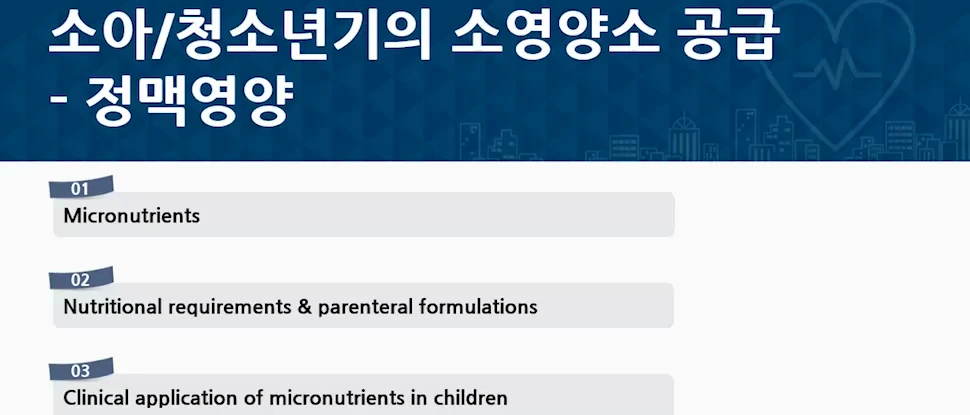 소아/청소년기의 소영양소 공급
- 정맥영양
01
Micronutrients
02
Nutritional requirements & parenteral formulations
03
Clinical application of micronutrients in children